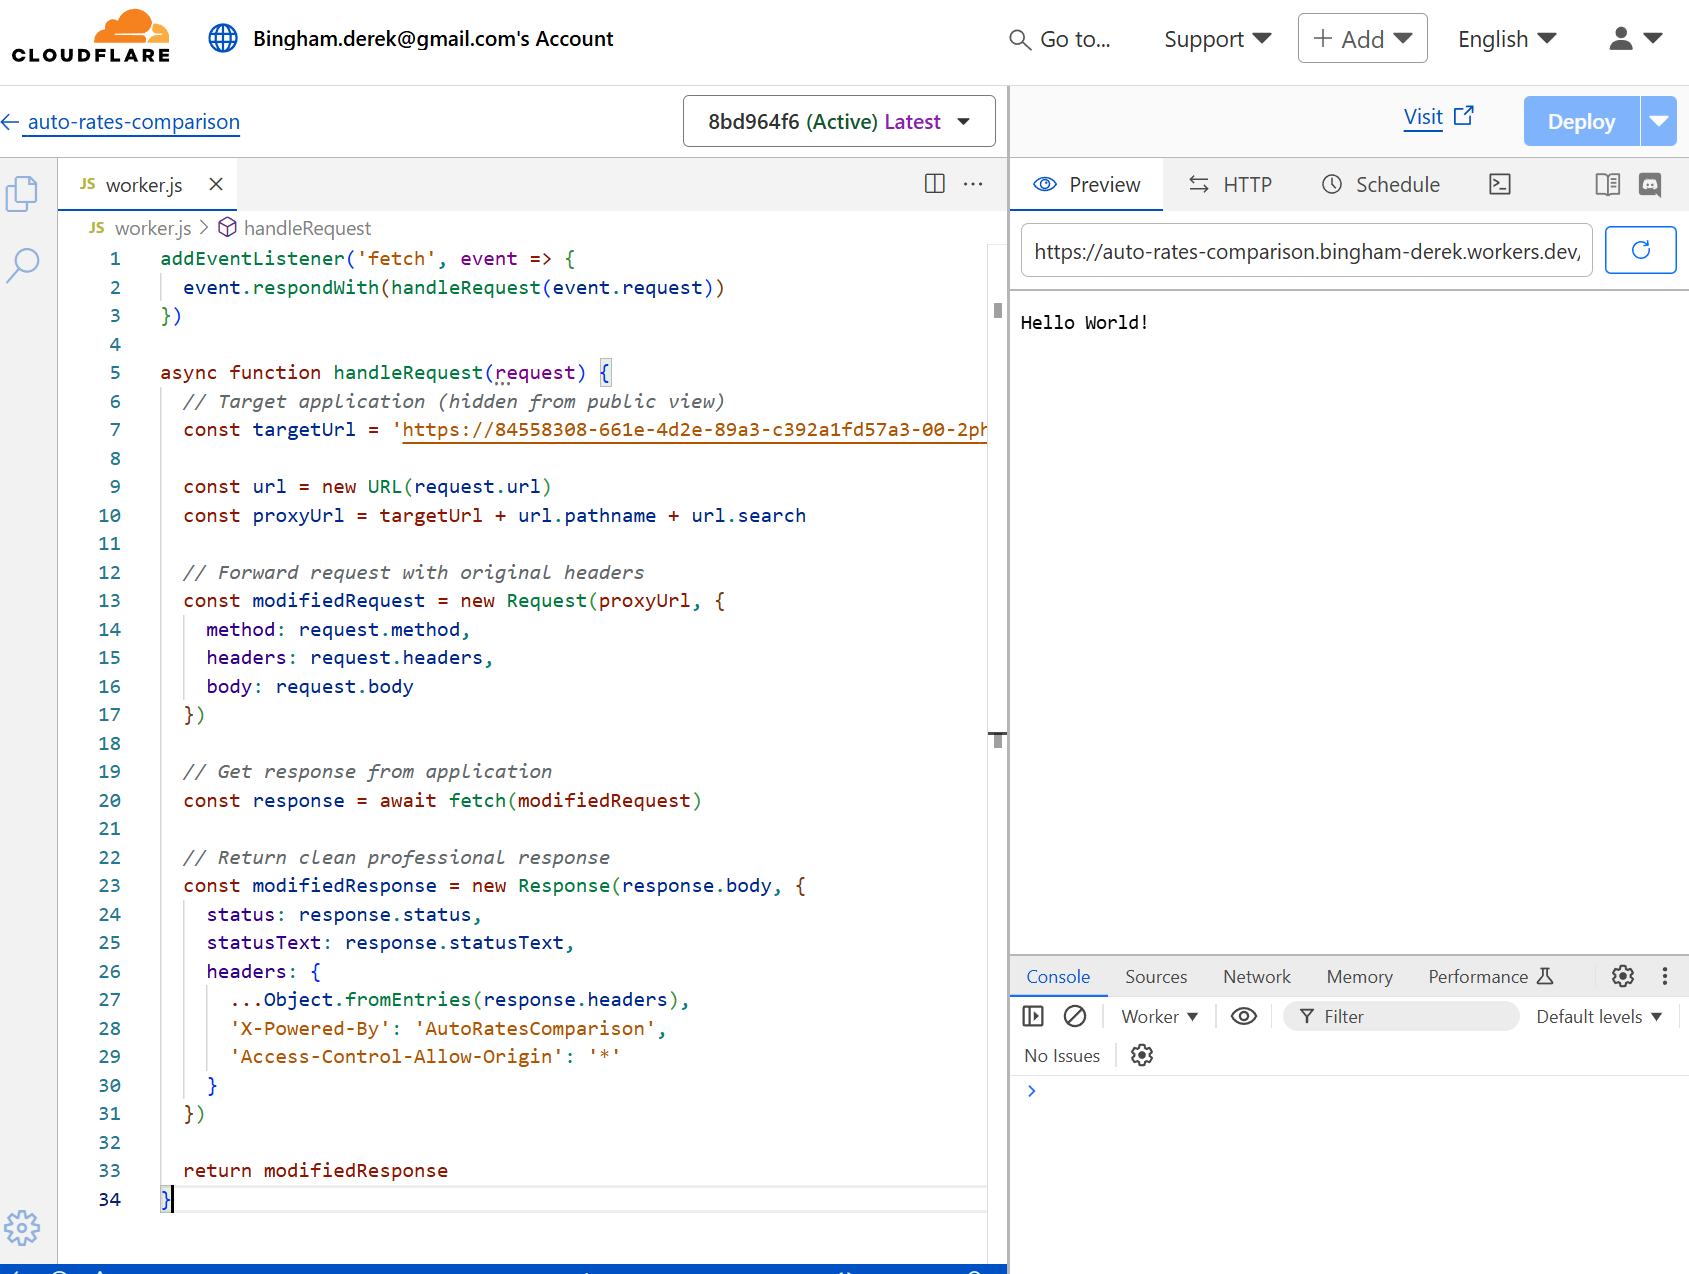 CLOUDFLARE
Bingham.derek@gmail.com's Account
Go to...
Support
+ Add
English
auto-rates-comparison
8bd964f6 (Active) Latest
Visit
Deploy
JS worker.js
Preview
HTTP
Schedule
JS worker.js > handleRequest
https://auto-rates-comparison.bingham-derek.workers.dev/
Hello World!
1 addEventListener('fetch', event => {
2   event.respondWith(handleRequest(event.request))
3 })
4
5 async function handleRequest(request) {
6   // Target application (hidden from public view)
7   const targetUrl = 'https://84558308-661e-4d2e-89a3-c392a1fd57a3-00-2ph
8
9   const url = new URL(request.url)
10   const proxyUrl = targetUrl + url.pathname + url.search
11
12   // Forward request with original headers
13   const modifiedRequest = new Request(proxyUrl, {
14     method: request.method,
15     headers: request.headers,
16     body: request.body
17   })
18
19   // Get response from application
20   const response = await fetch(modifiedRequest)
21
22   // Return clean professional response
23   const modifiedResponse = new Response(response.body, {
24     status: response.status,
25     statusText: response.statusText,
26     headers: {
27       ...Object.fromEntries(response.headers),
28       'X-Powered-By': 'AutoRatesComparison',
29       'Access-Control-Allow-Origin': '*'
30     }
31   })
32
33   return modifiedResponse
34 }
Console
Sources
Network
Memory
Performance
Worker
Filter
Default levels
No Issues